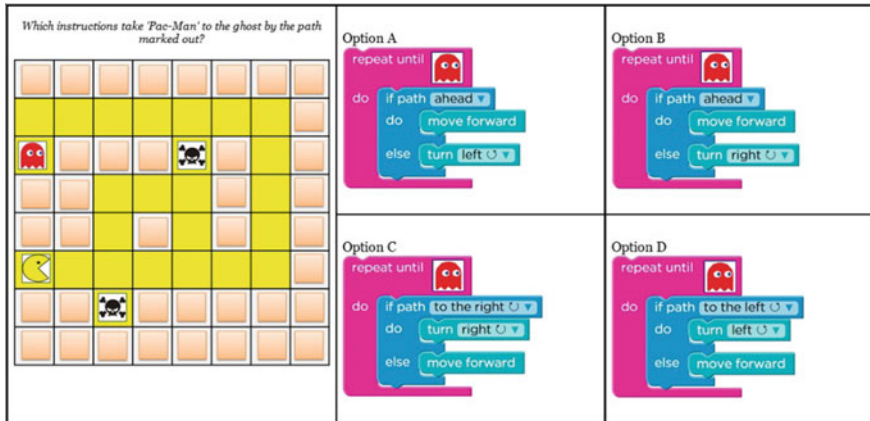 Which instructions take 'Pac-Man' to the ghost by the path
marked out?
Option A
repeat until
do if path ahead ▼
do move forward
else turn left ↺ ▼
Option B
repeat until
do if path ahead ▼
do move forward
else turn right ↻ ▼
Option C
repeat until
do if path to the right ↻ ▼
do turn right ↻ ▼
else move forward
Option D
repeat until
do if path to the left ↺ ▼
do turn left ↺ ▼
else move forward